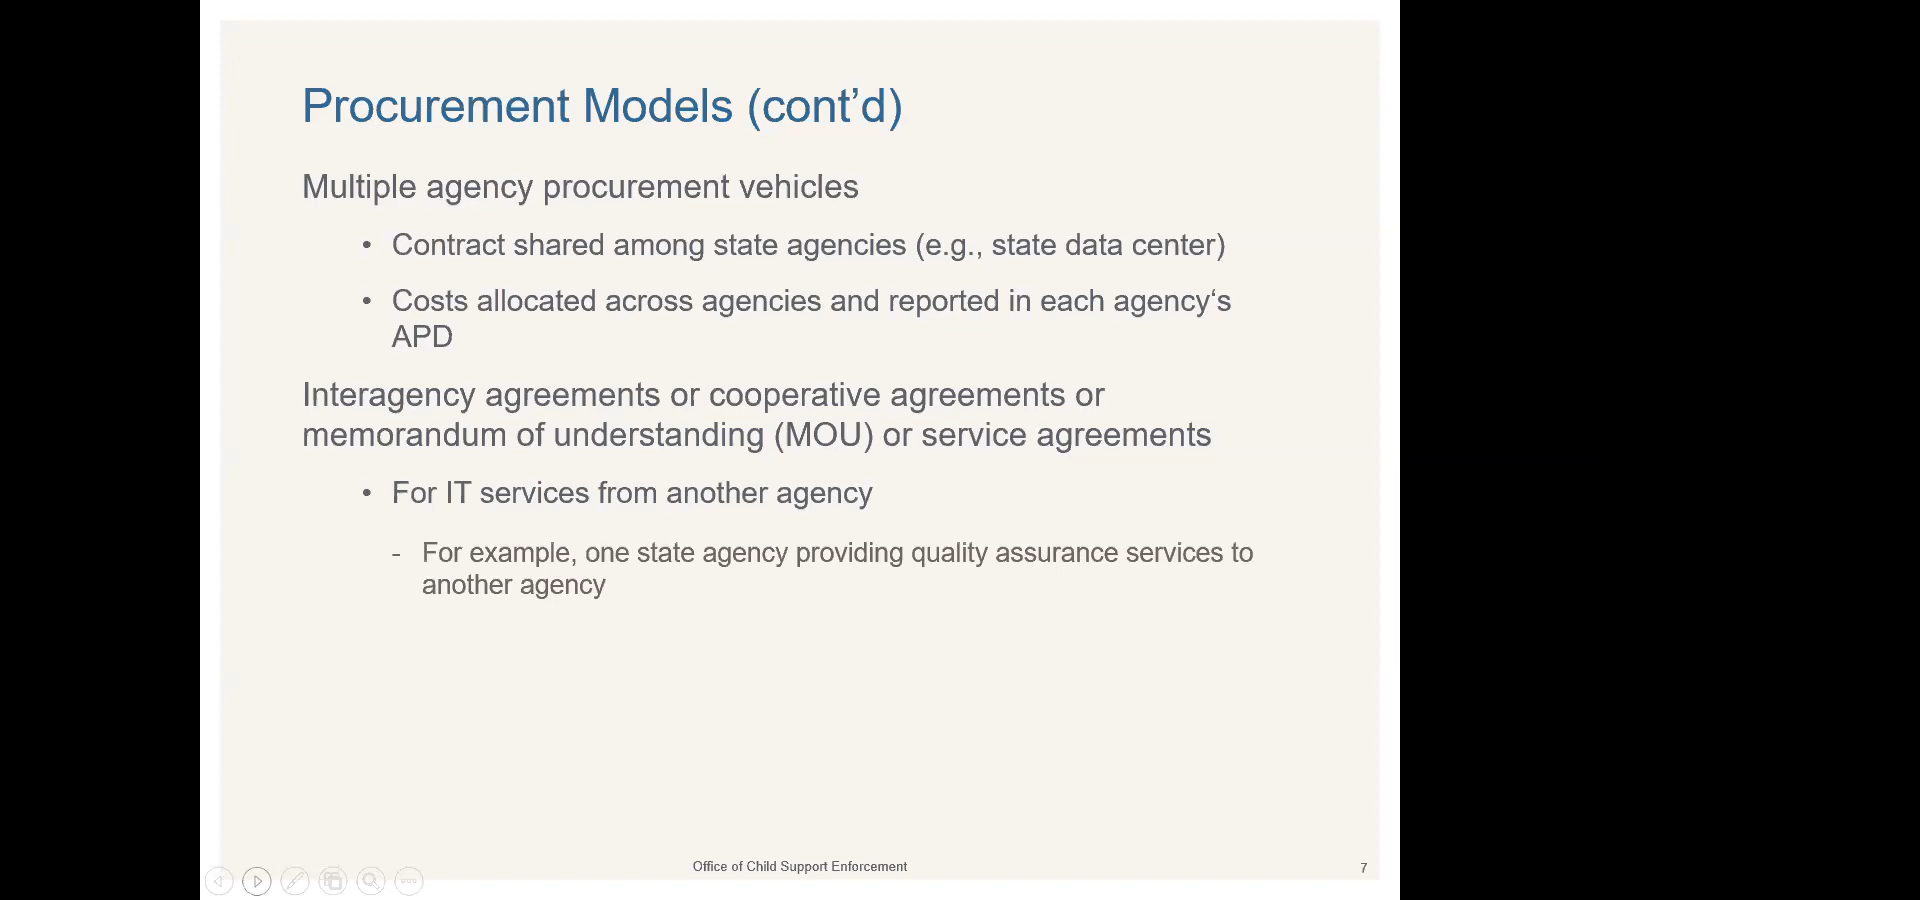 Procurement Models (cont’d)
Multiple agency procurement vehicles
• Contract shared among state agencies (e.g., state data center)
• Costs allocated across agencies and reported in each agency‘s
APD
Interagency agreements or cooperative agreements or
memorandum of understanding (MOU) or service agreements
• For IT services from another agency
- For example, one state agency providing quality assurance services to
another agency
Office of Child Support Enforcement
7